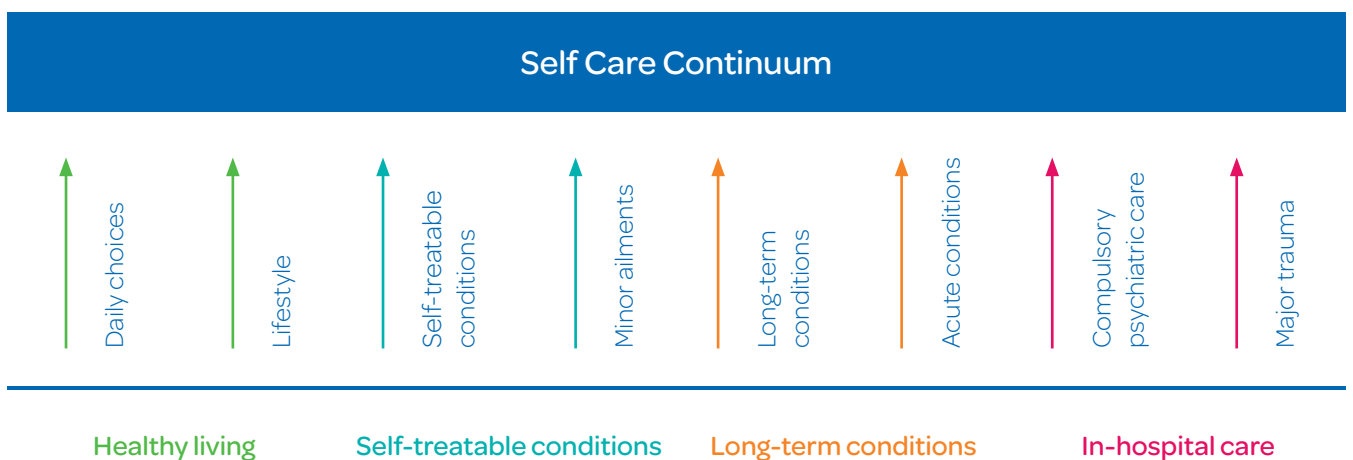 Self Care Continuum
Daily choices
Lifestyle
Self-treatable
conditions
Minor ailments
Long-term
conditions
Acute conditions
Compulsory
psychiatric care
Major trauma
Healthy living
Self-treatable conditions
Long-term conditions
In-hospital care